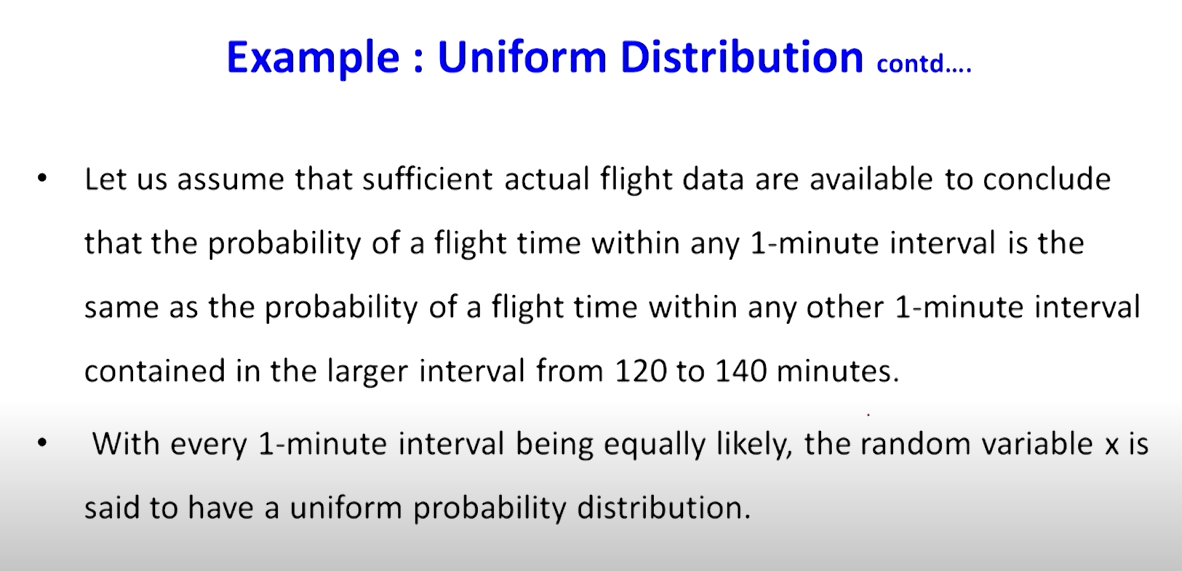 Example : Uniform Distribution contd....
• Let us assume that sufficient actual flight data are available to conclude
that the probability of a flight time within any 1-minute interval is the
same as the probability of a flight time within any other 1-minute interval
contained in the larger interval from 120 to 140 minutes.
• With every 1-minute interval being equally likely, the random variable x is
said to have a uniform probability distribution.